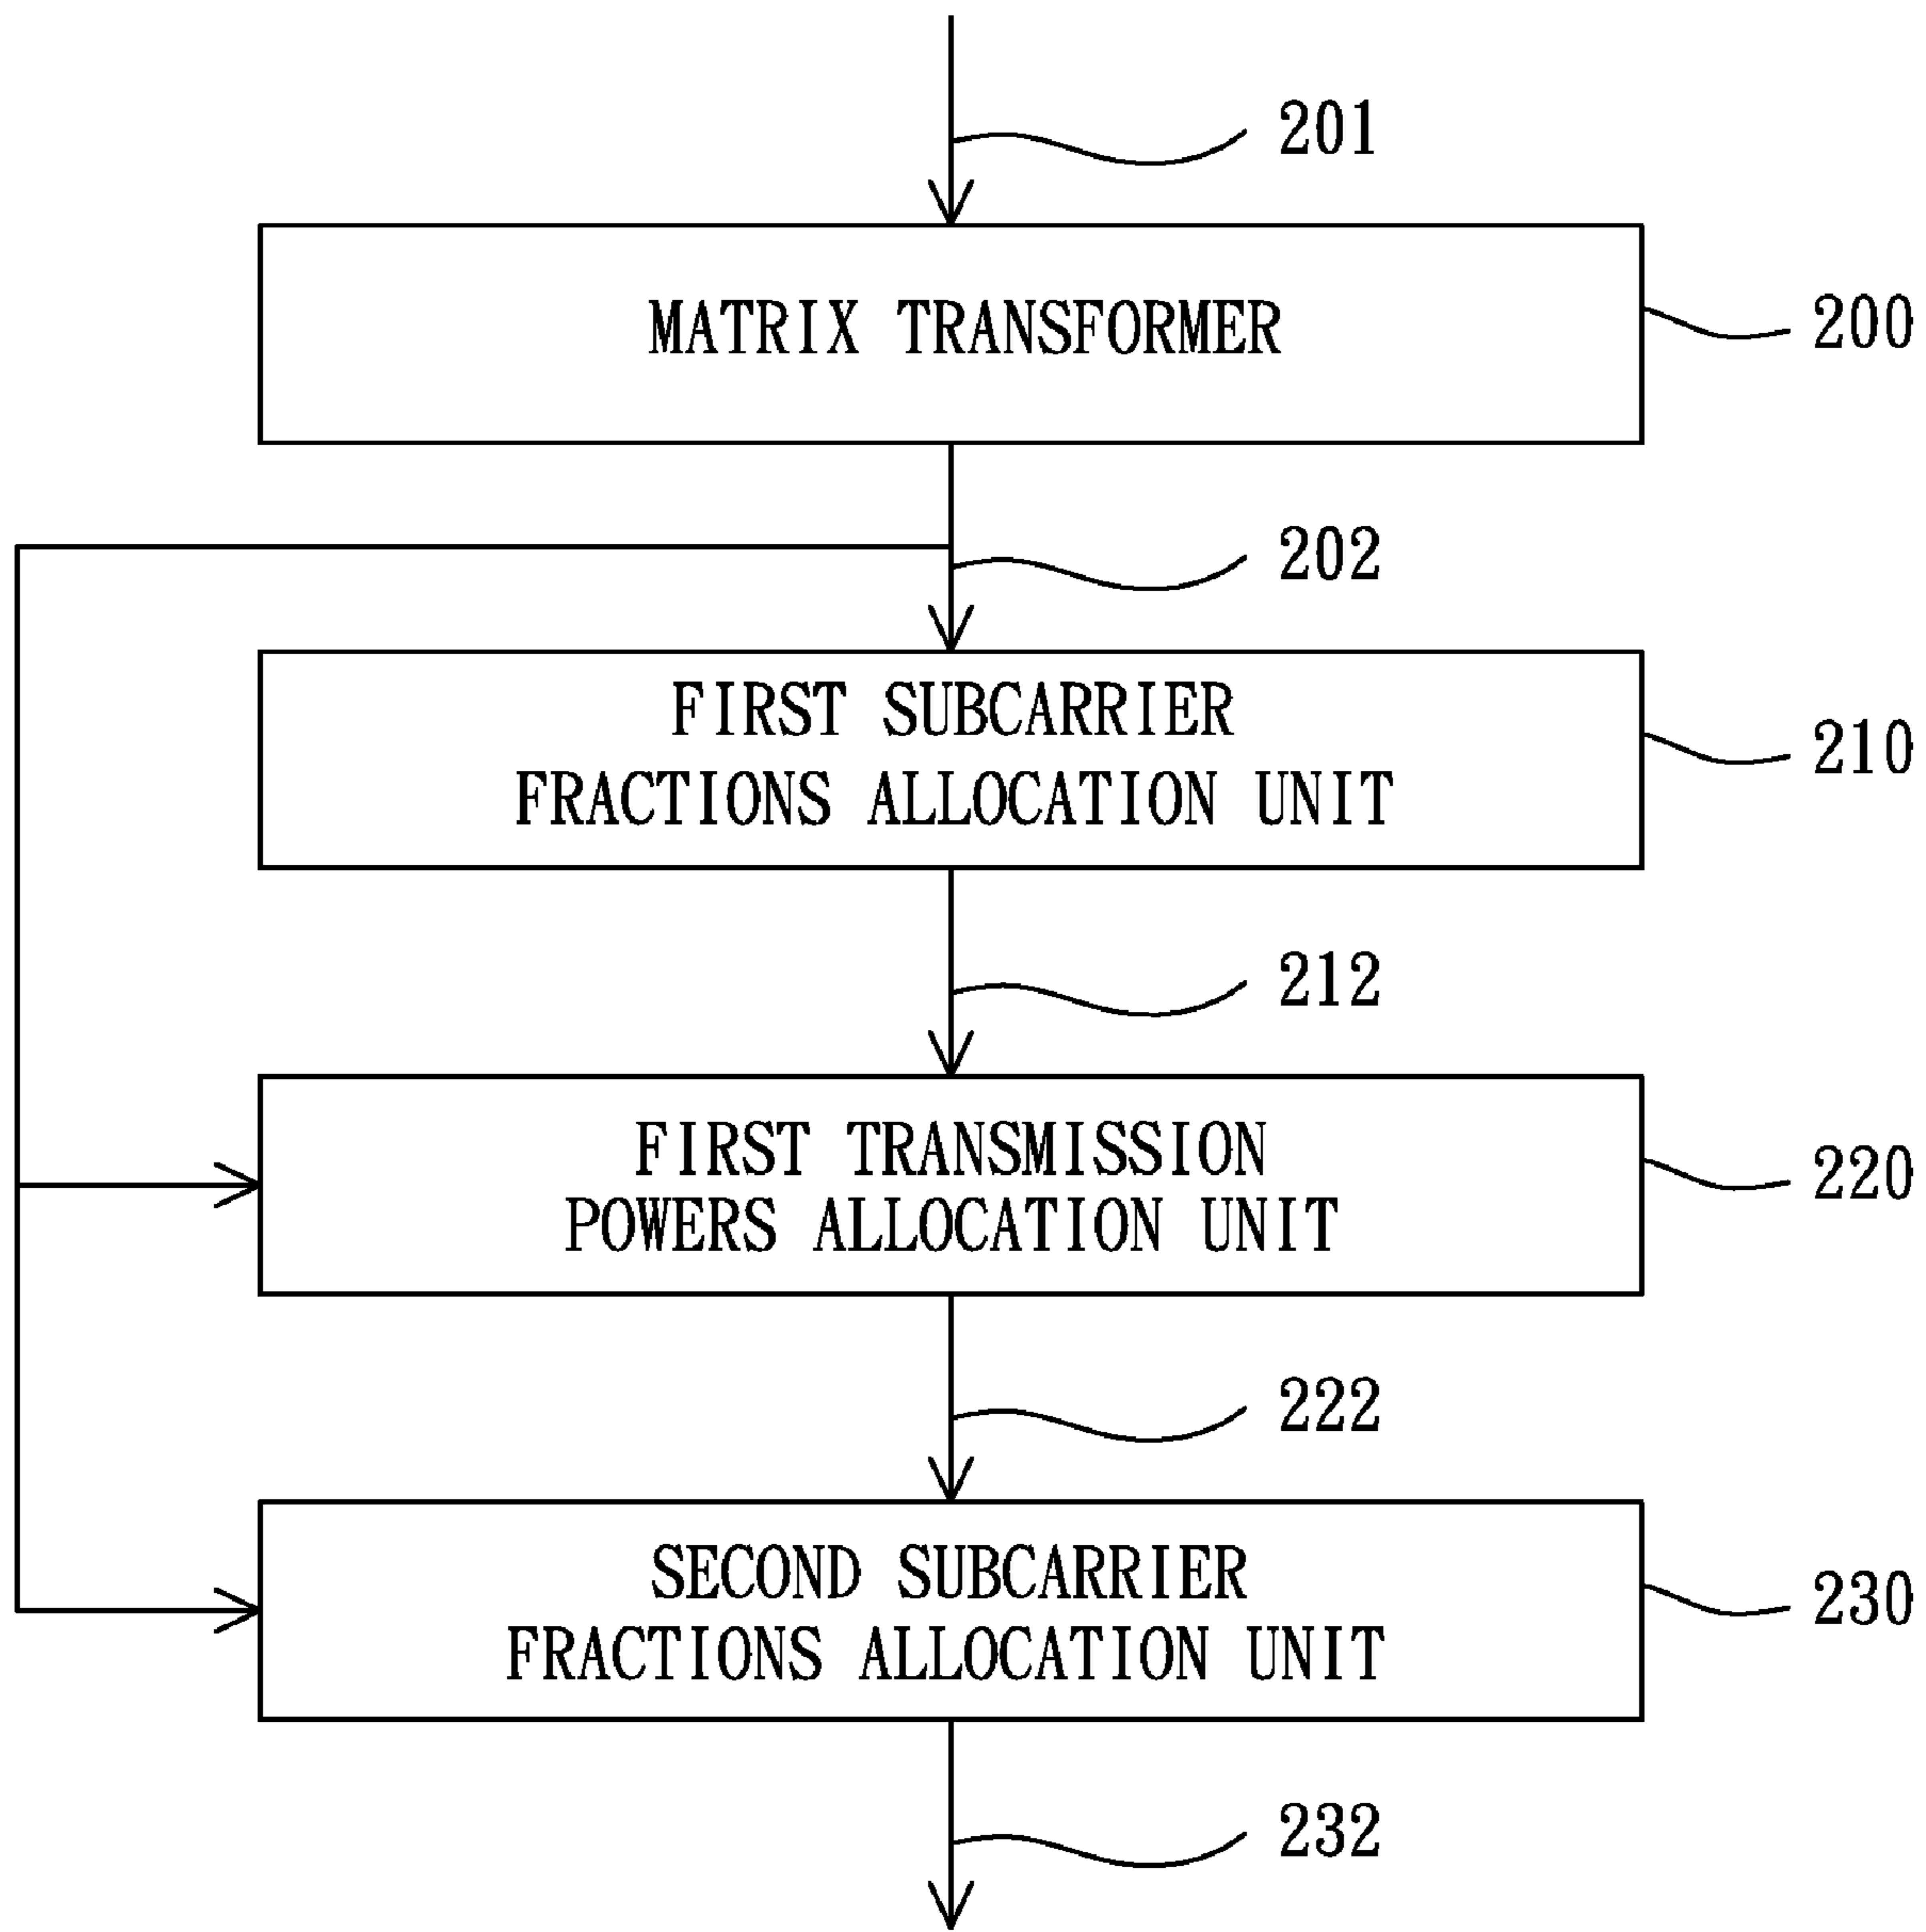 201
MATRIX TRANSFORMER
200
202
FIRST SUBCARRIER
FRACTIONS ALLOCATION UNIT
210
212
FIRST TRANSMISSION
POWERS ALLOCATION UNIT
220
222
SECOND SUBCARRIER
FRACTIONS ALLOCATION UNIT
230
232